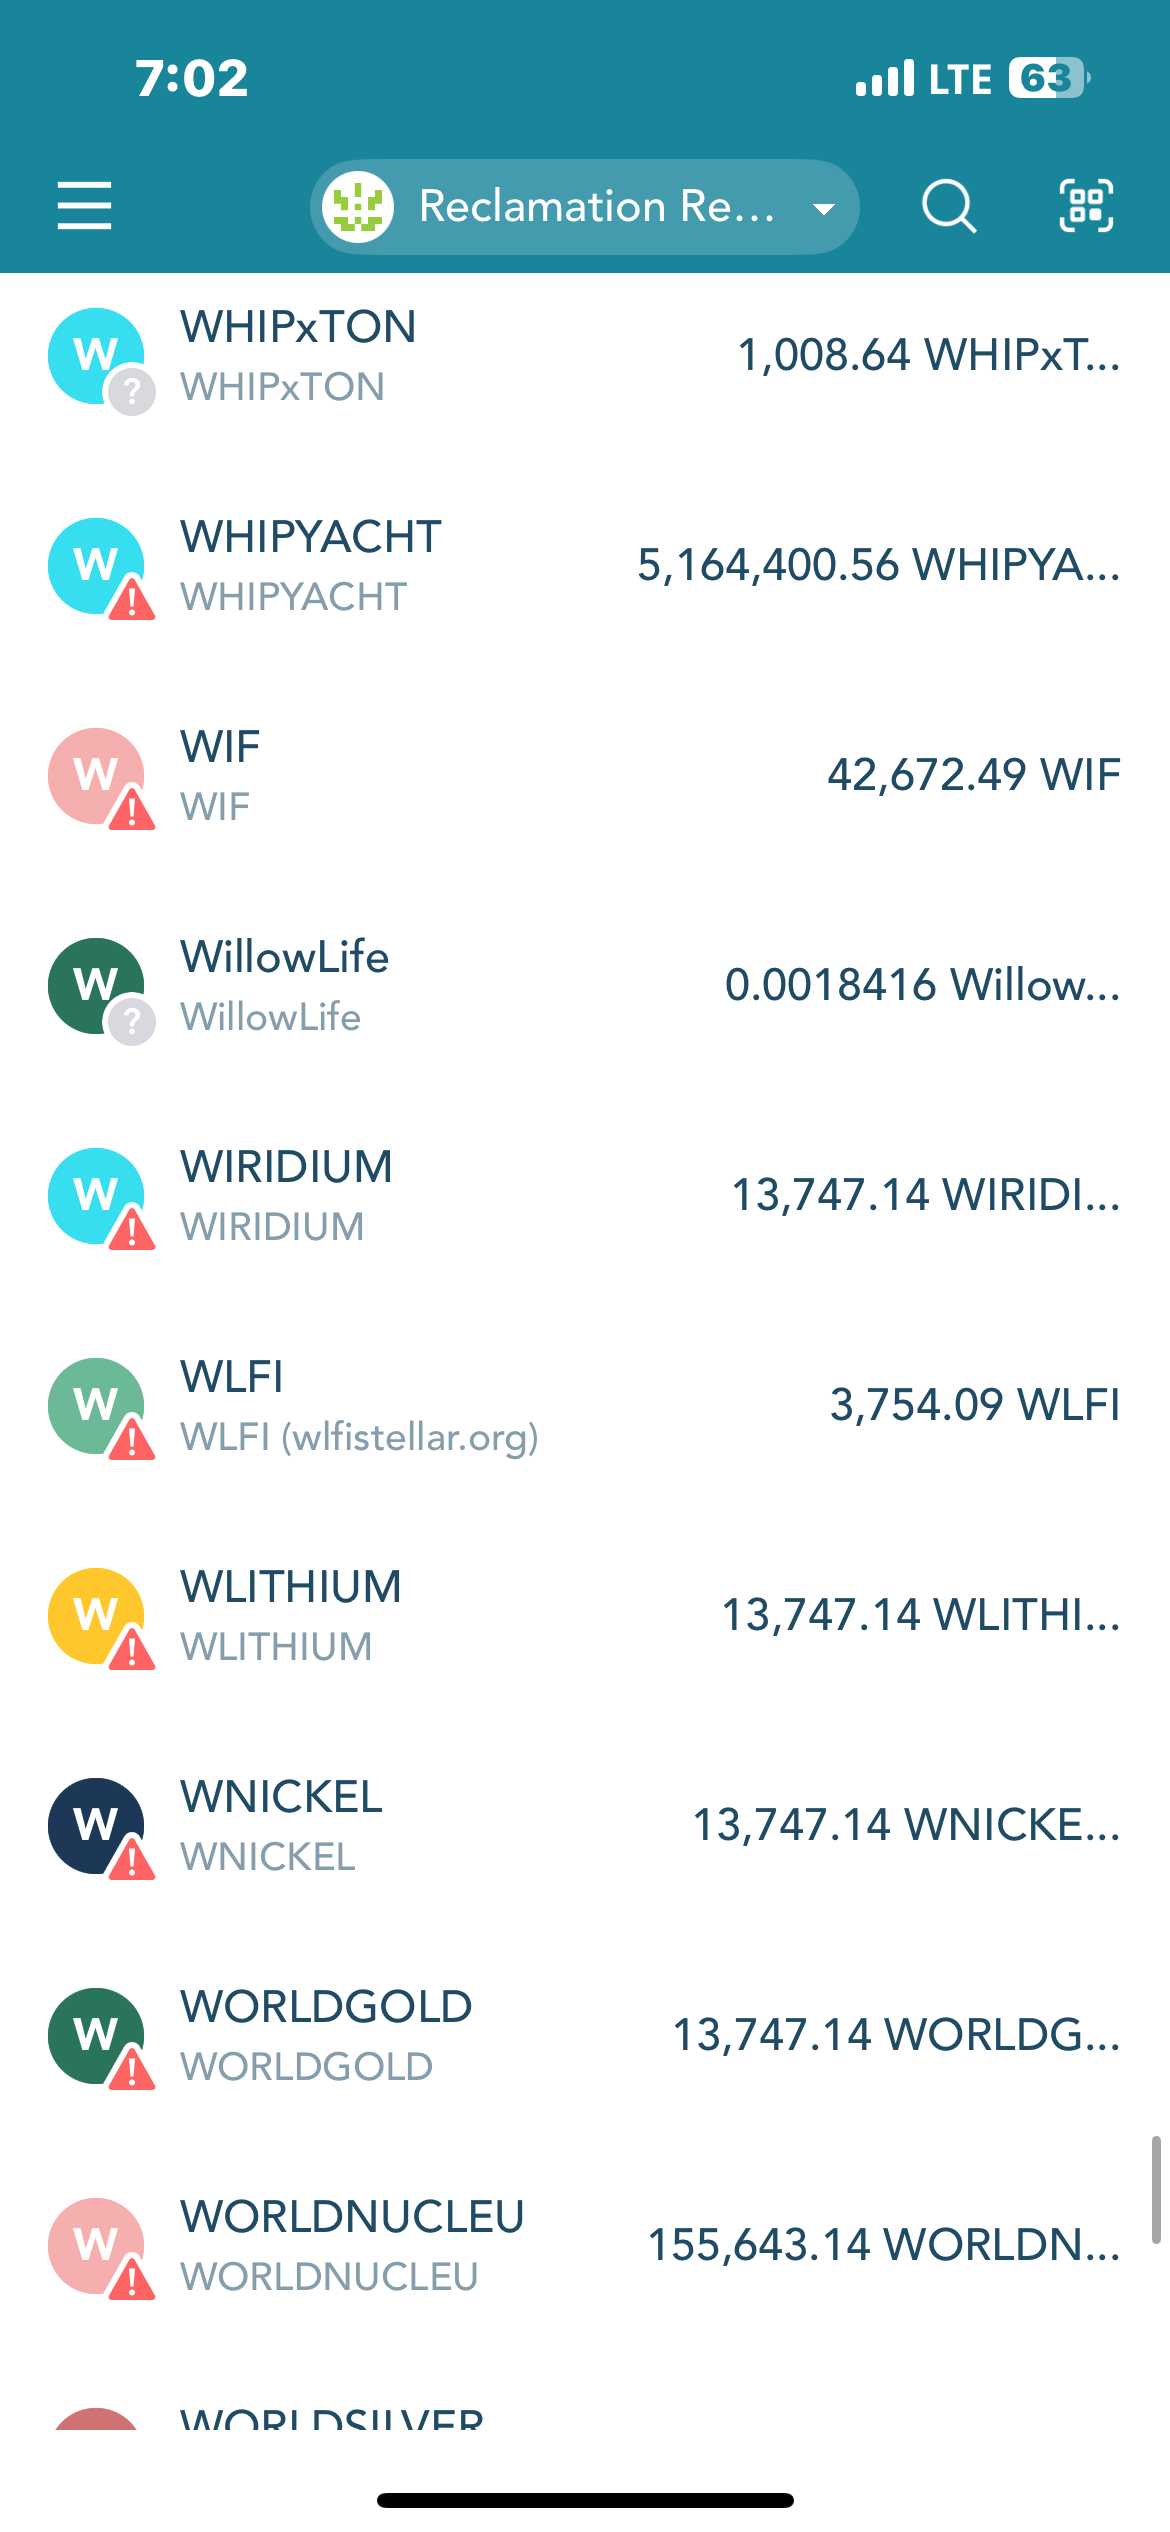 7:02
LTE 63
Reclamation Re...
W
WHIPxTON
1,008.64 WHIPxT...
?
WHIPxTON
W
WHIPYACHT
5,164,400.56 WHIPYA...
!
WHIPYACHT
W
WIF
42,672.49 WIF
!
WIF
W
WillowLife
0.0018416 Willow...
?
WillowLife
W
WIRIDIUM
13,747.14 WIRIDI...
!
WIRIDIUM
W
WLFI
3,754.09 WLFI
!
WLFI (wlfistellar.org)
W
WLITHIUM
13,747.14 WLITHI...
!
WLITHIUM
W
WNICKEL
13,747.14 WNICKE...
!
WNICKEL
W
WORLDGOLD
13,747.14 WORLDG...
!
WORLDGOLD
W
WORLDNUCLEU
155,643.14 WORLDN...
!
WORLDNUCLEU
WORLDSILVER